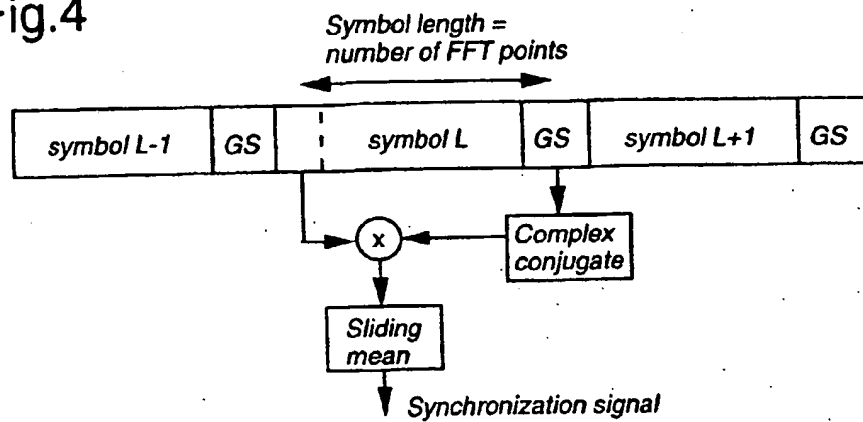 Fig.4
Symbol length =
number of FFT points
symbol L-1 GS symbol L GS symbol L+1 GS
x
Complex
conjugate
Sliding
mean
Synchronization signal